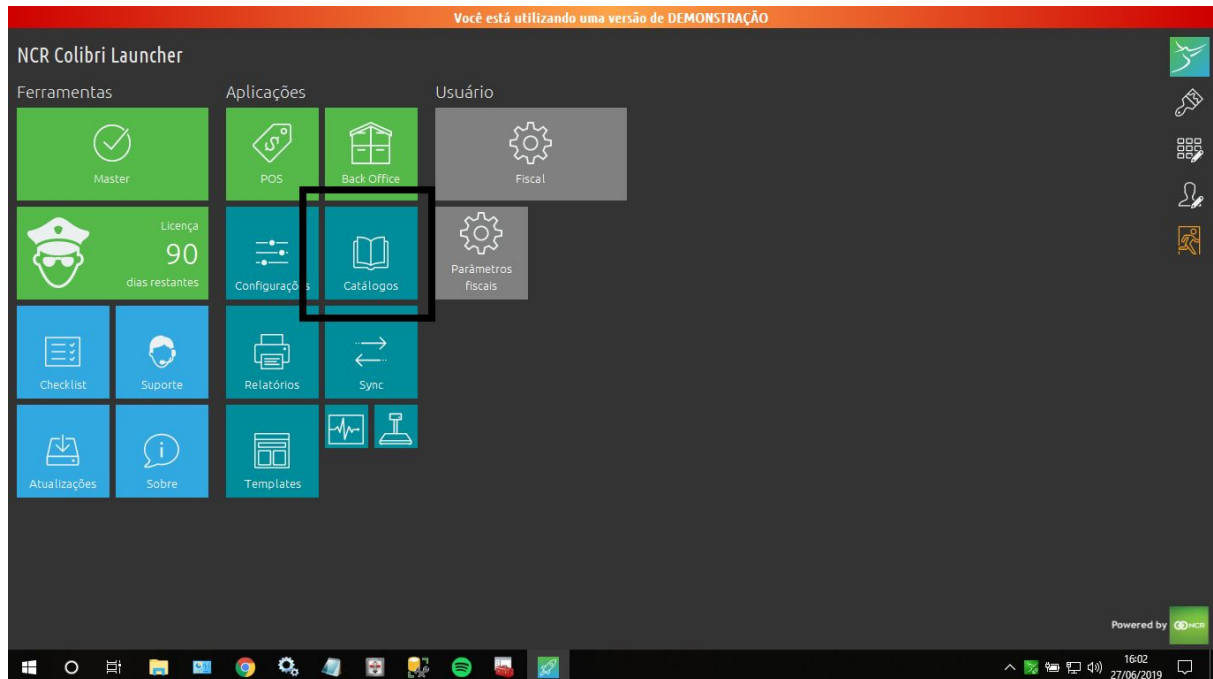 Você está utilizando uma versão de DEMONSTRAÇÃO
NCR Colibri Launcher
Ferramentas
Aplicações
Usuário
Master
POS
Back Office
Fiscal
Licença
90
dias restantes
Configurações
Catálogos
Parâmetros
fiscais
Checklist
Suporte
Relatórios
Sync
Atualizações
Sobre
Templates
Powered by NCR
16:02
27/06/2019